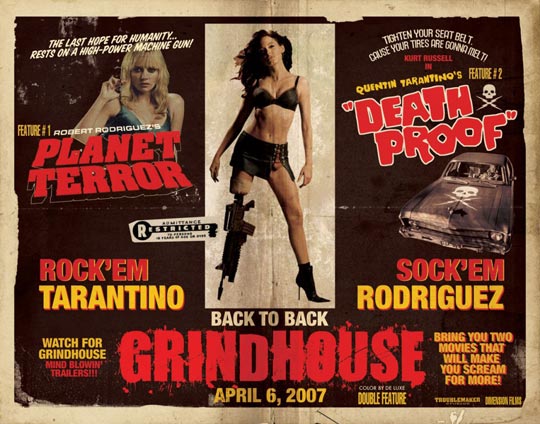 THE LAST HOPE FOR HUMANITY...
RESTS ON A HIGH-POWER MACHINE GUN!
FEATURE #1
ROBERT RODRIGUEZ'S
PLANET
TERROR
TIGHTEN YOUR SEAT BELT
CAUSE YOUR TIRES ARE GONNA MELT!
KURT RUSSELL
IN
QUENTIN TARANTINO'S
FEATURE #2
"DEATH
PROOF"
ADMITTANCE
R RESTRICTED
ROCK'EM
TARANTINO
SOCK'EM
RODRIGUEZ
BACK TO BACK
GRINDHOUSE
APRIL 6, 2007
WATCH FOR
GRINDHOUSE
MIND BLOWIN'
TRAILERS!!!
BRING YOU TWO
MOVIES THAT
WILL MAKE
YOU SCREAM
FOR MORE!
COLOR BY DE LUXE
DOUBLE FEATURE
TROUBLEMAKER
STUDIOS
DIMENSION FILMS